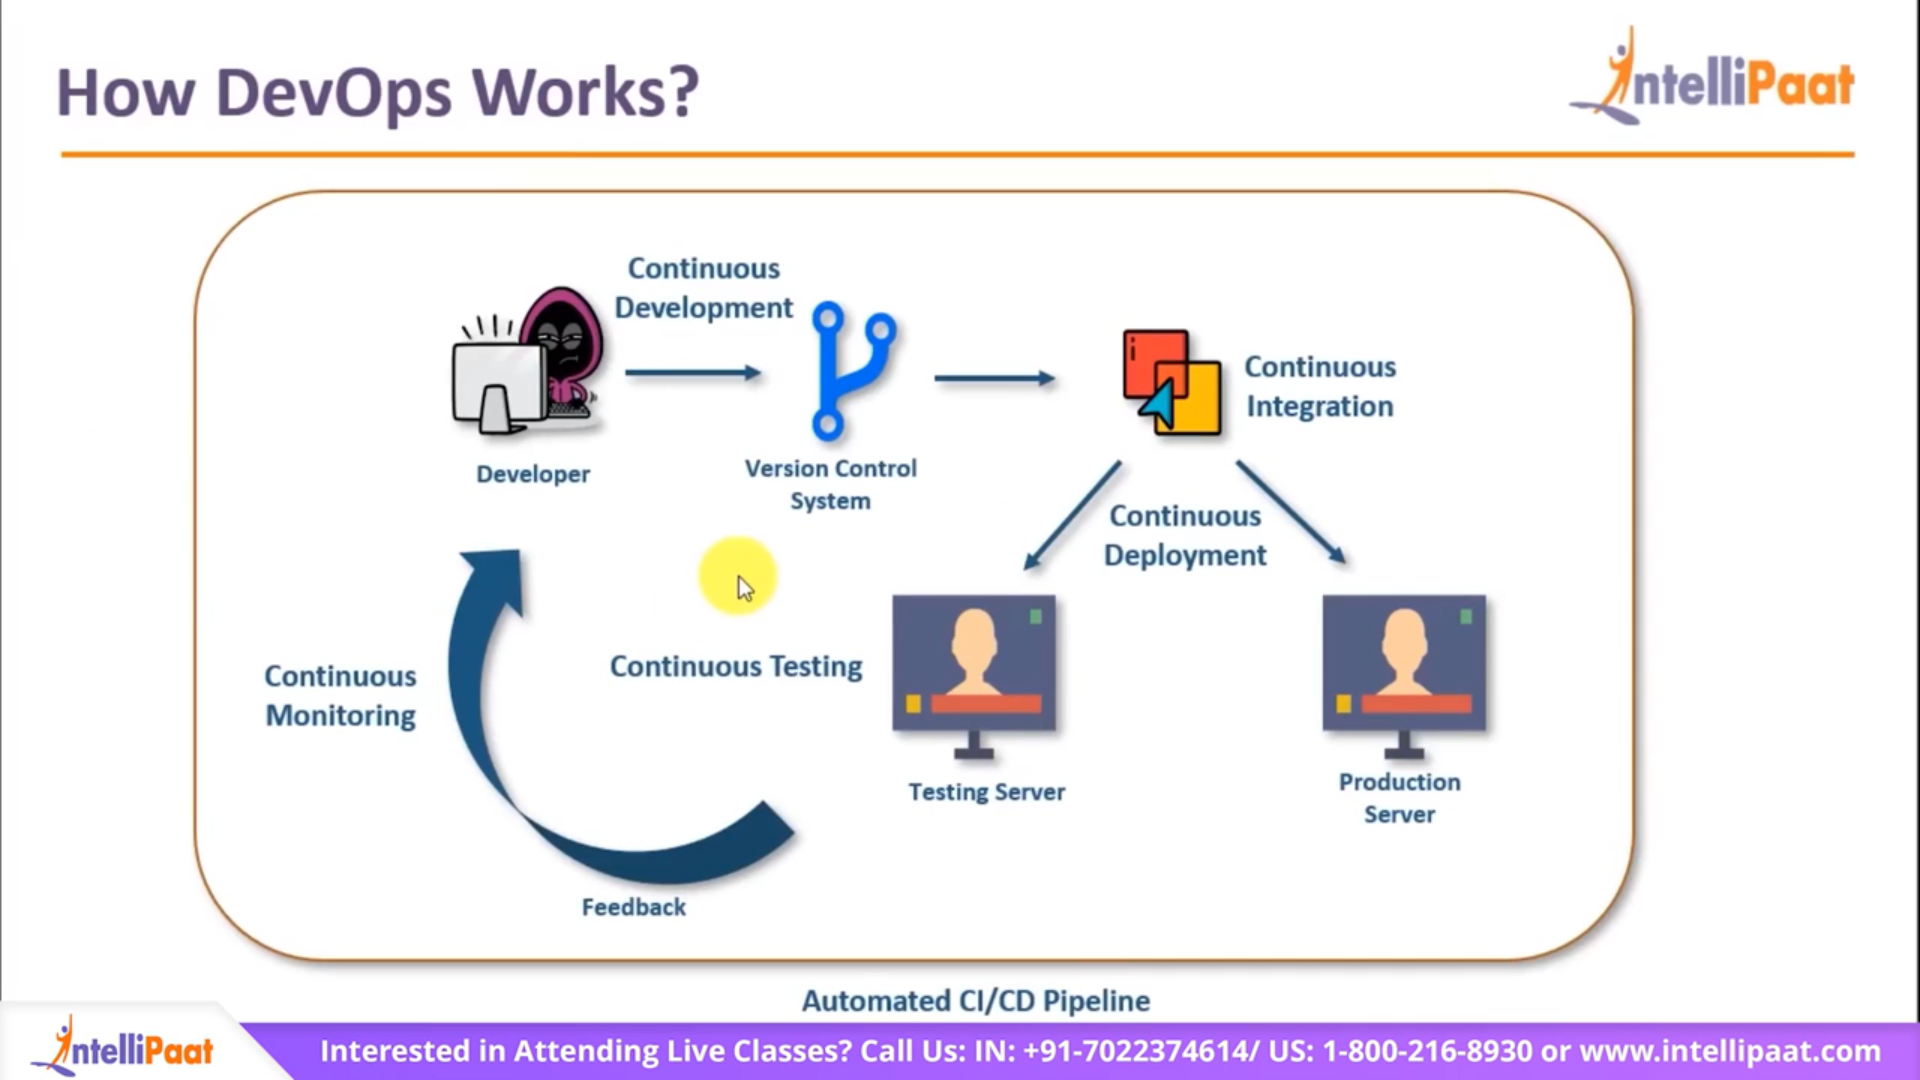 How DevOps Works?
IntelliPaat
Continuous
Development
Developer
Version Control
System
Continuous
Integration
Continuous
Deployment
Continuous Testing
Testing Server
Production
Server
Continuous
Monitoring
Feedback
Automated CI/CD Pipeline
IntelliPaat
Interested in Attending Live Classes? Call Us: IN: +91-7022374614/ US: 1-800-216-8930 or www.intellipaat.com